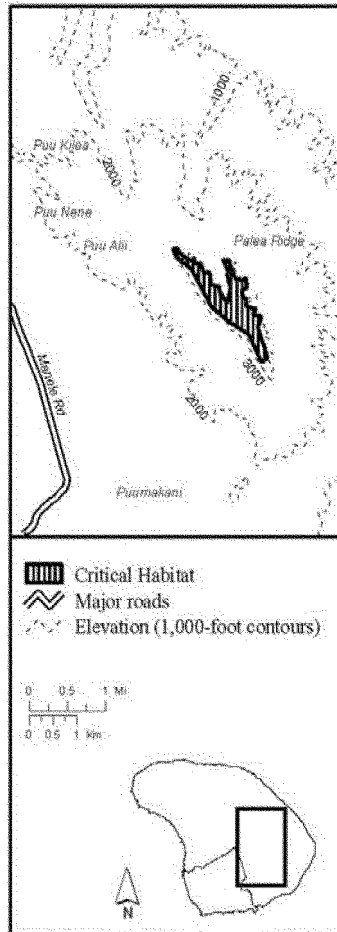 1000
Puu Kilea
2000
Puu Nene
Puu Alii
Palea Ridge
3000
Manele Rd
2000
Puumakani
Critical Habitat
Major roads
Elevation (1,000-foot contours)
0 0.5 1 Mi
0 0.5 1 Km
N